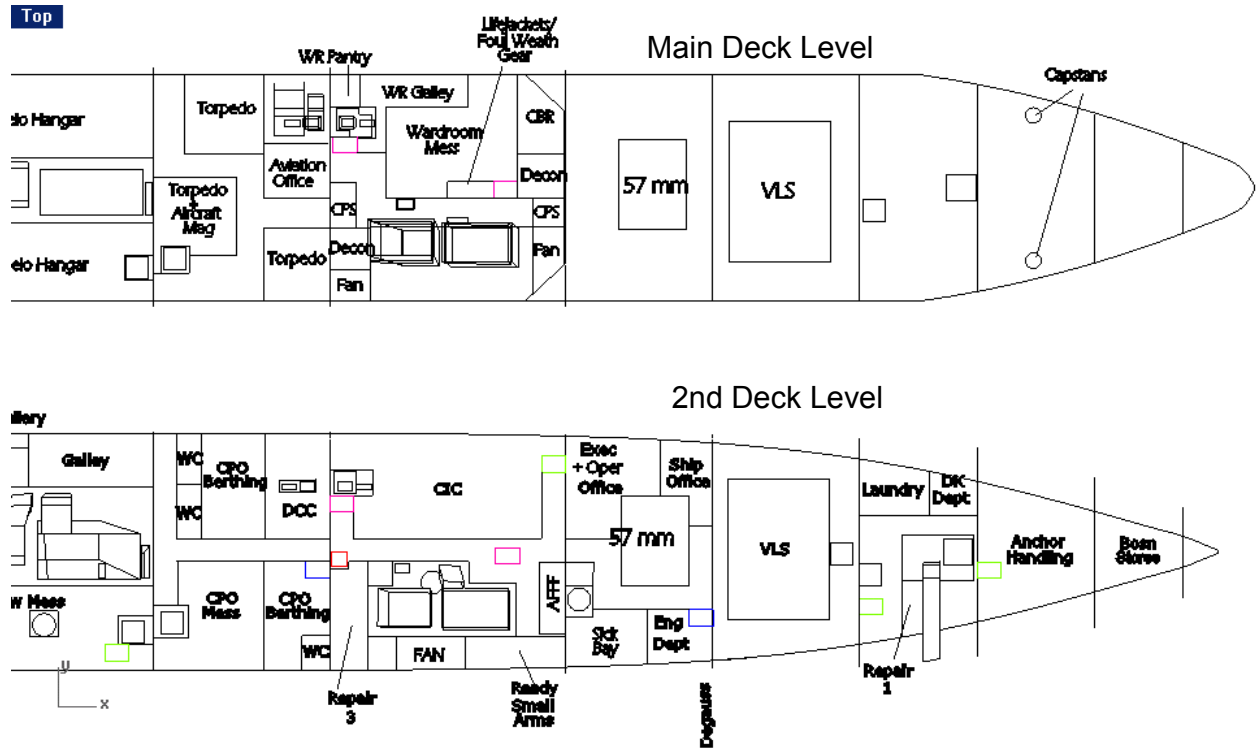 Top
Main Deck Level
Lifejackets/
Foul Weath
Gear
WR Pantry
Capstans
WR Galley
Torpedo
elo Hangar
Wardroom
Mess
CBR
Aviation
Office
Decon
57 mm
VLS
Torpedo
+
Aircraft
Mag
CPS
CPS
elo Hangar
Torpedo
Decon
Fan
Fan
2nd Deck Level
allery
Galley
WC
CPO
Berthing
CIC
Exec
+ Oper
Office
Ship
Office
Laundry
DK
Dept
WC
DCC
57 mm
VLS
Anchor
Handling
Bosn
Stores
AFFF
w Mess
CPO
Mess
CPO
Berthing
WC
FAN
Sick
Bay
Eng
Dept
Repair
3
Ready
Small
Arms
Degauss
Repair
1
y
x